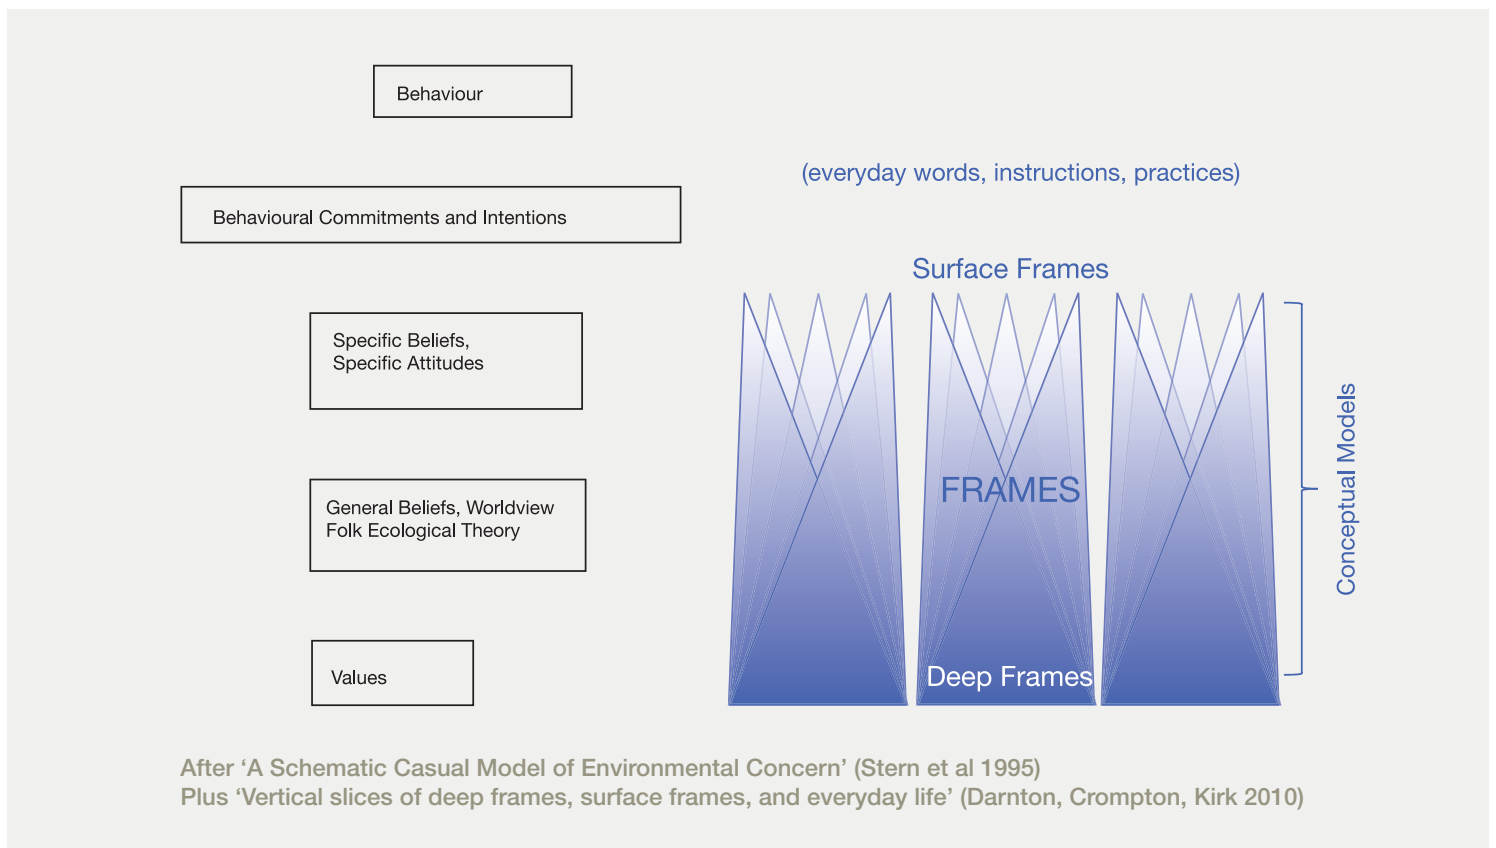 Behaviour
Behavioural Commitments and Intentions
Specific Beliefs,
Specific Attitudes
General Beliefs, Worldview
Folk Ecological Theory
Values
(everyday words, instructions, practices)
Surface Frames
FRAMES
Deep Frames
Conceptual Models
After ‘A Schematic Casual Model of Environmental Concern’ (Stern et al 1995)
Plus ‘Vertical slices of deep frames, surface frames, and everyday life’ (Darnton, Crompton, Kirk 2010)